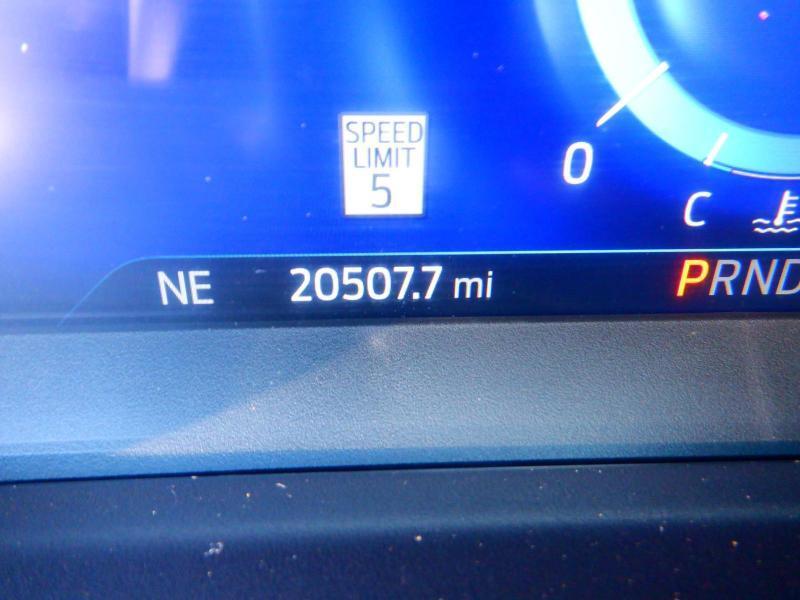 SPEED
LIMIT
5
0
C
NE 20507.7 mi PRND